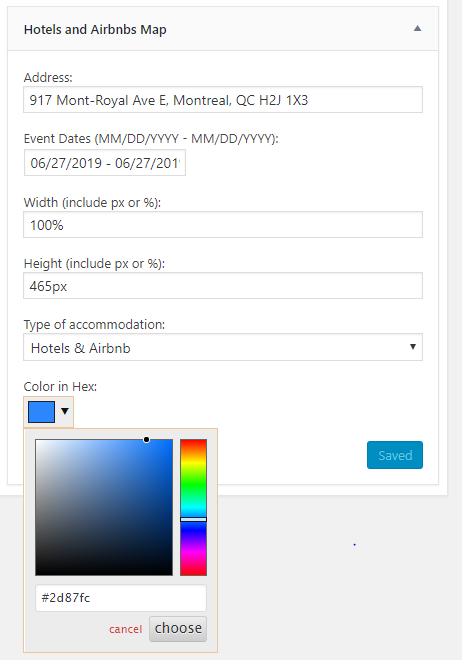 Hotels and Airbnbs Map
Address:
917 Mont-Royal Ave E, Montreal, QC H2J 1X3
Event Dates (MM/DD/YYYY - MM/DD/YYYY):
06/27/2019 - 06/27/201
Width (include px or %):
100%
Height (include px or %):
465px
Type of accommodation:
Hotels & Airbnb
Color in Hex:
Saved
#2d87fc
cancel choose